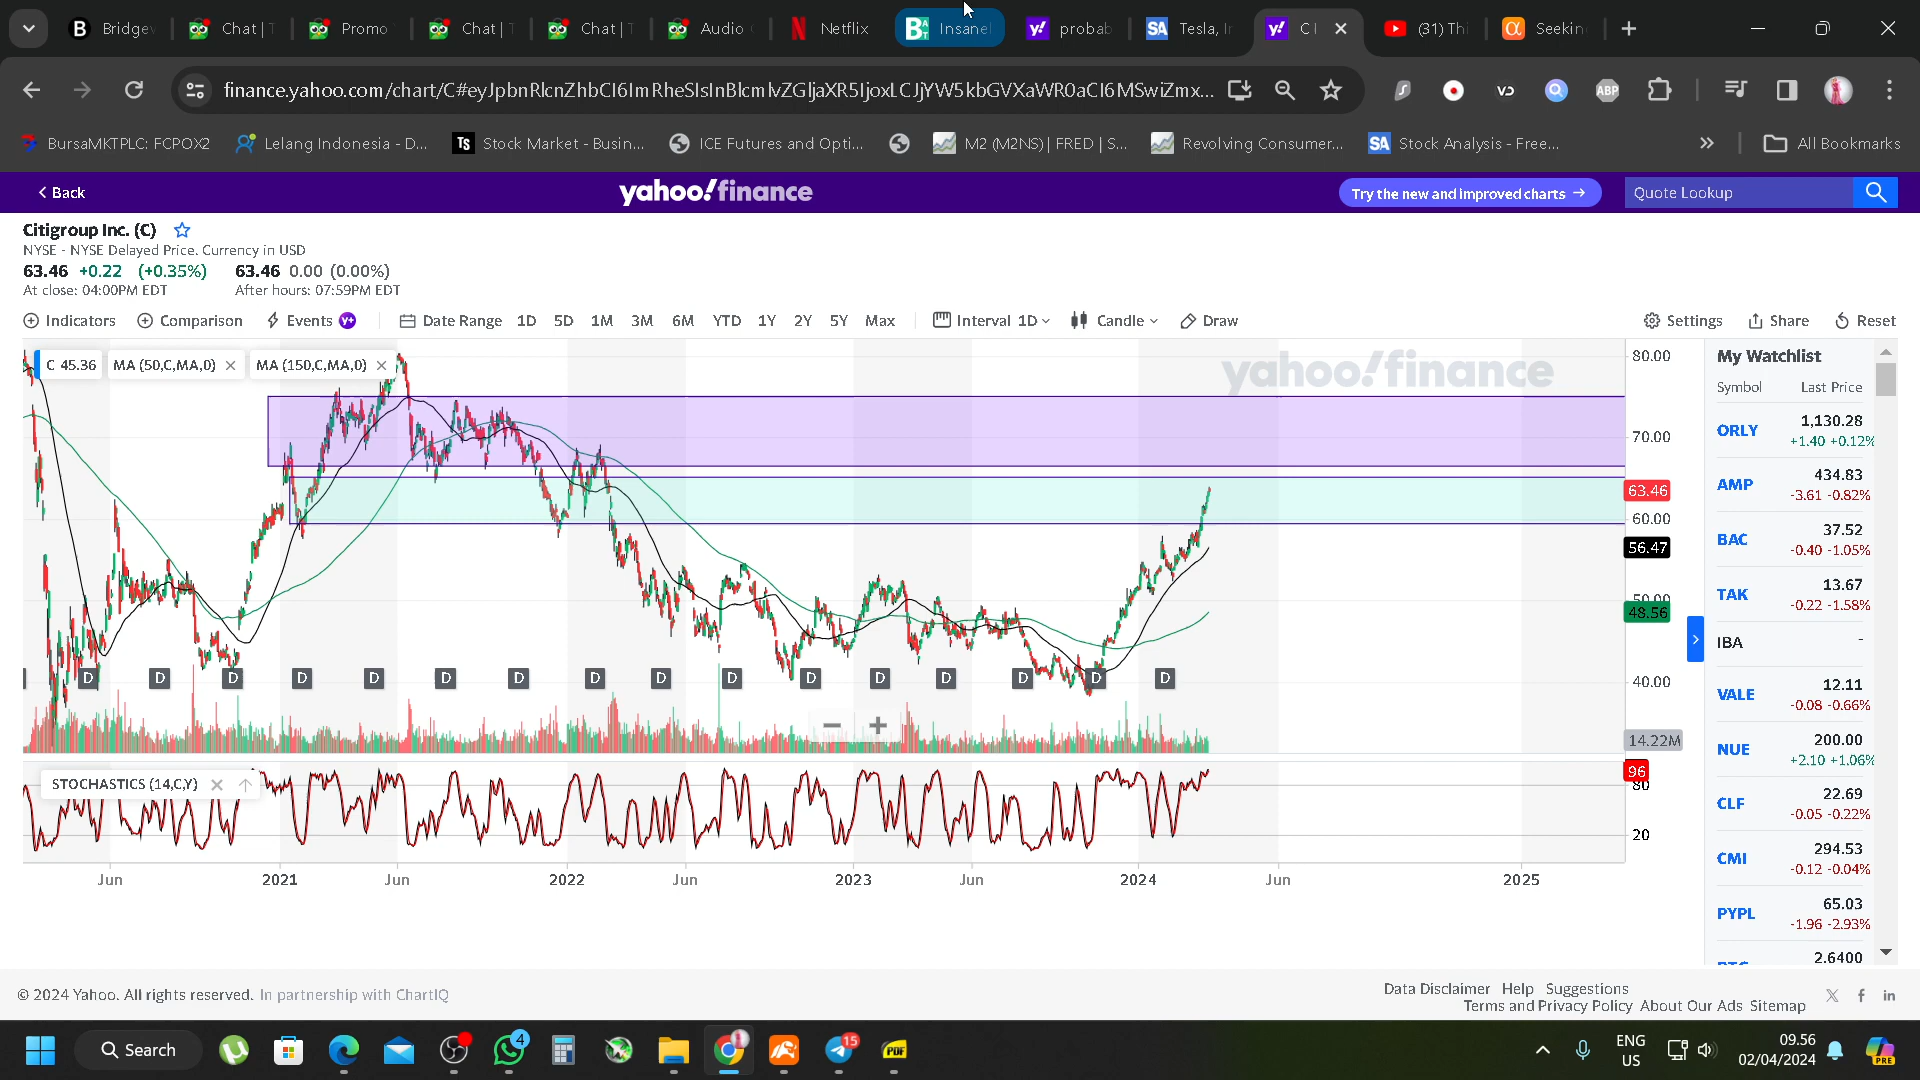 Bridgew
Chat | T
Promo
Chat | T
Chat | T
Audio
Netflix
Insanel
probab
Tesla, In
C
(31) Thi
Seekin
finance.yahoo.com/chart/C#eyJpbnRlcnZhbCI6ImRheSIsInBlcmlvZGljaXR5IjoxLCJjYW5kbGVXaWR0aCI6MSwiZmx...
ABP
BursaMKTPLC: FCPOX2
Lelang Indonesia - D...
Ts
Stock Market - Busin...
ICE Futures and Opti...
M2 (M2NS) | FRED | S...
Revolving Consumer...
SA
Stock Analysis - Free...
All Bookmarks
Back
yahoo!finance
Try the new and improved charts →
Quote Lookup
Citigroup Inc. (C)
NYSE - NYSE Delayed Price. Currency in USD
63.46 +0.22 (+0.35%) 63.46 0.00 (0.00%)
At close: 04:00PM EDT After hours: 07:59PM EDT
Indicators Comparison Events Y+ Date Range 1D 5D 1M 3M 6M YTD 1Y 2Y 5Y Max Interval 1D Candle Draw Settings Share Reset
C 45.36 MA (50,C,MA,0) MA (150,C,MA,0)
yahoo!finance
80.00
70.00
63.46
60.00
56.47
50.00
48.56
40.00
14.22M
D D D D D D D D D D D D D D D D
STOCHASTICS (14,C,Y)
96
80
20
Jun 2021 Jun 2022 Jun 2023 Jun 2024 Jun 2025
My Watchlist
Symbol Last Price
ORLY 1,130.28
+1.40 +0.12%
AMP 434.83
-3.61 -0.82%
BAC 37.52
-0.40 -1.05%
TAK 13.67
-0.22 -1.58%
IBA -
VALE 12.11
-0.08 -0.66%
NUE 200.00
+2.10 +1.06%
CLF 22.69
-0.05 -0.22%
CMI 294.53
-0.12 -0.04%
PYPL 65.03
-1.96 -2.93%
2.6400
© 2024 Yahoo. All rights reserved. In partnership with ChartIQ
Data Disclaimer Help Suggestions
Terms and Privacy Policy About Our Ads Sitemap
Search
4
15
PDF
ENG
US
09.56
02/04/2024
PRE